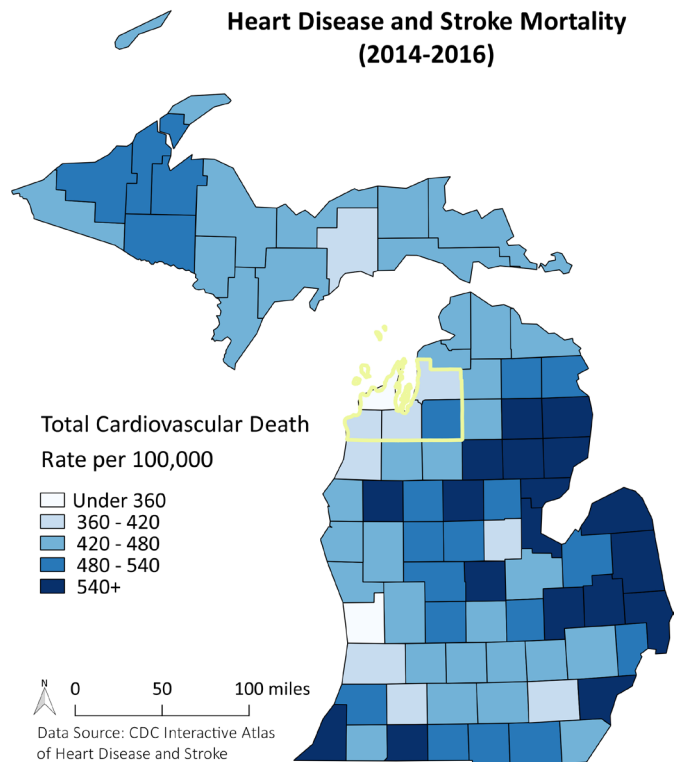 Heart Disease and Stroke Mortality
(2014-2016)
Total Cardiovascular Death
Rate per 100,000
Under 360
360 - 420
420 - 480
480 - 540
540+
N
0 50 100 miles
Data Source: CDC Interactive Atlas
of Heart Disease and Stroke